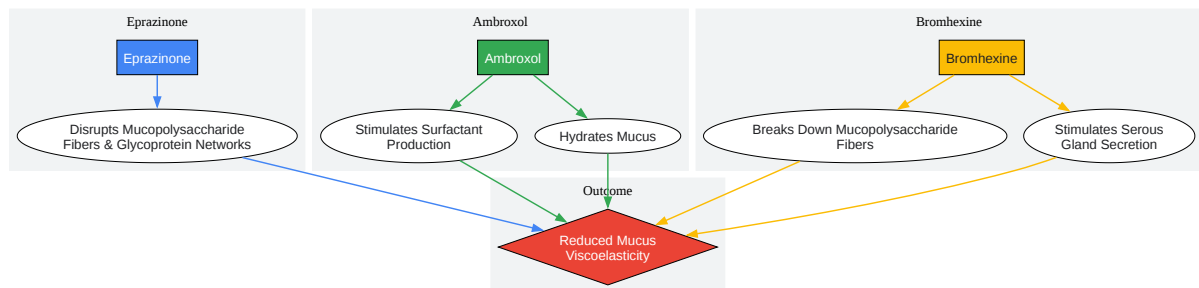 Eprazinone
Ambroxol
Bromhexine
Eprazinone
Ambroxol
Bromhexine
Disrupts Mucopolysaccharide
Fibers & Glycoprotein Networks
Stimulates Surfactant
Production
Hydrates Mucus
Breaks Down Mucopolysaccharide
Fibers
Stimulates Serous
Gland Secretion
Outcome
Reduced Mucus
Viscoelasticity